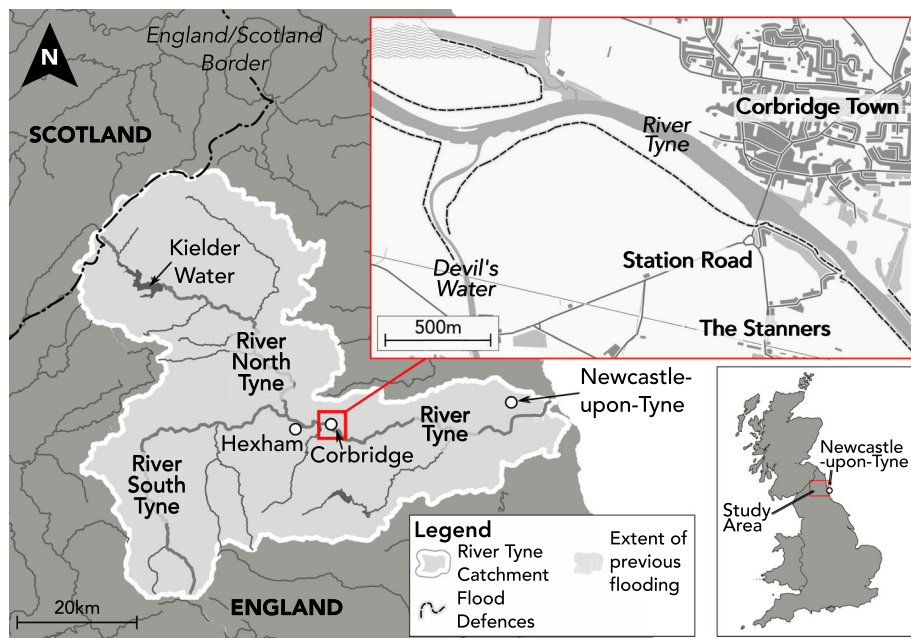 England/Scotland
Border
N
SCOTLAND
Kielder
Water
River
North
Tyne
River
South
Tyne
Hexham
Corbridge
River
Tyne
Newcastle-
upon-Tyne
ENGLAND
20km
Corbridge Town
River
Tyne
Station Road
Devil's
Water
The Stanners
500m
Legend
River Tyne
Catchment
Flood
Defences
Extent of
previous
flooding
Newcastle
-upon-Tyne
Study
Area